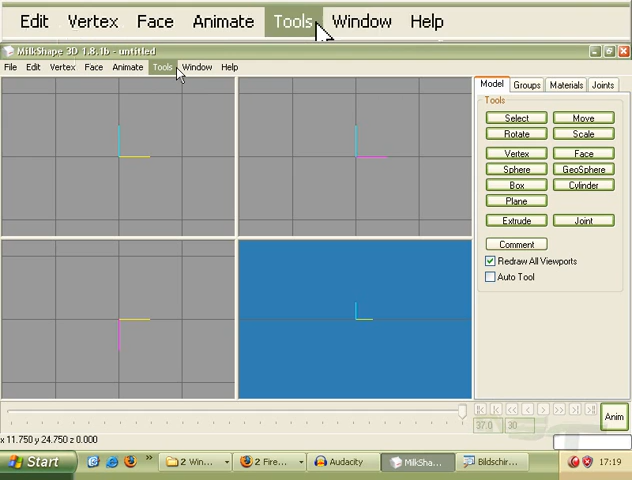 Edit Vertex Face Animate Tools Window Help
MilkShape 3D 1.8.1b - untitled
File Edit Vertex Face Animate Tools Window Help
Model Groups Materials Joints
Tools
Select Move
Rotate Scale
Vertex Face
Sphere GeoSphere
Box Cylinder
Plane
Extrude Joint
Comment
Redraw All Viewports
Auto Tool
37.0 30 Anim
x 11.750 y 24.750 z 0.000
Start 2 Win... 2 Fire... Audacity MilkSha... Bildschir... 17:19